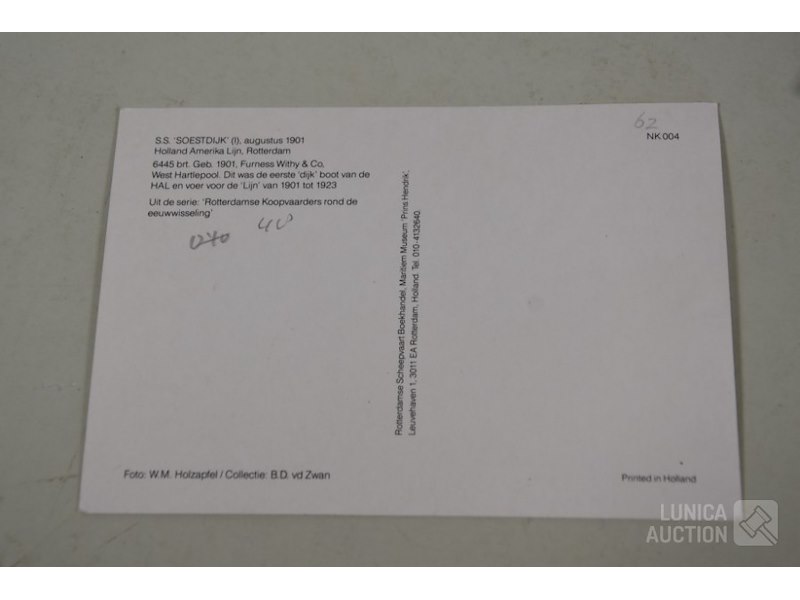 S.S. 'SOESTDIJK' (I), augustus 1901
Holland Amerika Lijn, Rotterdam
6445 brt. Geb. 1901, Furness Withy & Co,
West Hartlepool. Dit was de eerste 'dijk' boot van de
HAL en voer voor de 'Lijn' van 1901 tot 1923
Uit de serie: 'Rotterdamse Koopvaarders rond de
eeuwwisseling'
40
Foto: W.M. Holzapfel / Collectie: B.D. vd Zwan
Rotterdamse Scheepvaart Boekhandel, Maritiem Museum 'Prins Hendrik',
Leuvehaven 1, 3011 EA Rotterdam, Holland Tel. 010-4132640
62
NK 004
Printed in Holland
LUNICA
AUCTION